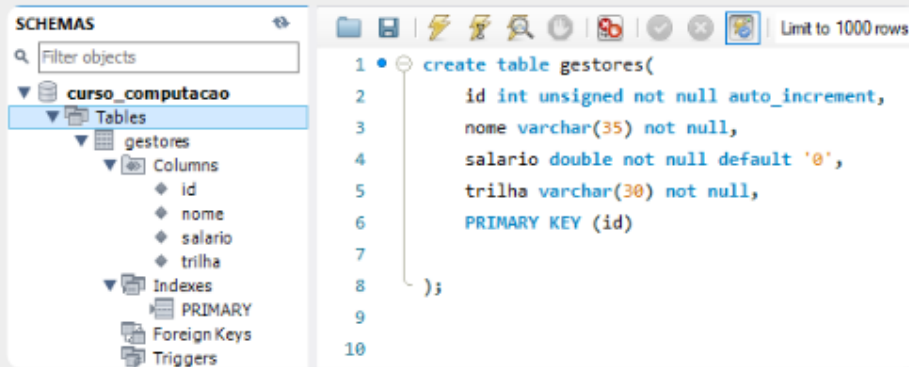 SCHEMAS
Filter objects
curso_computacao
Tables
gestores
Columns
id
nome
salario
trilha
Indexes
PRIMARY
Foreign Keys
Triggers
Limit to 1000 rows
1 create table gestores(
2 id int unsigned not null auto_increment,
3 nome varchar(35) not null,
4 salario double not null default '0',
5 trilha varchar(30) not null,
6 PRIMARY KEY (id)
7
8 );
9
10